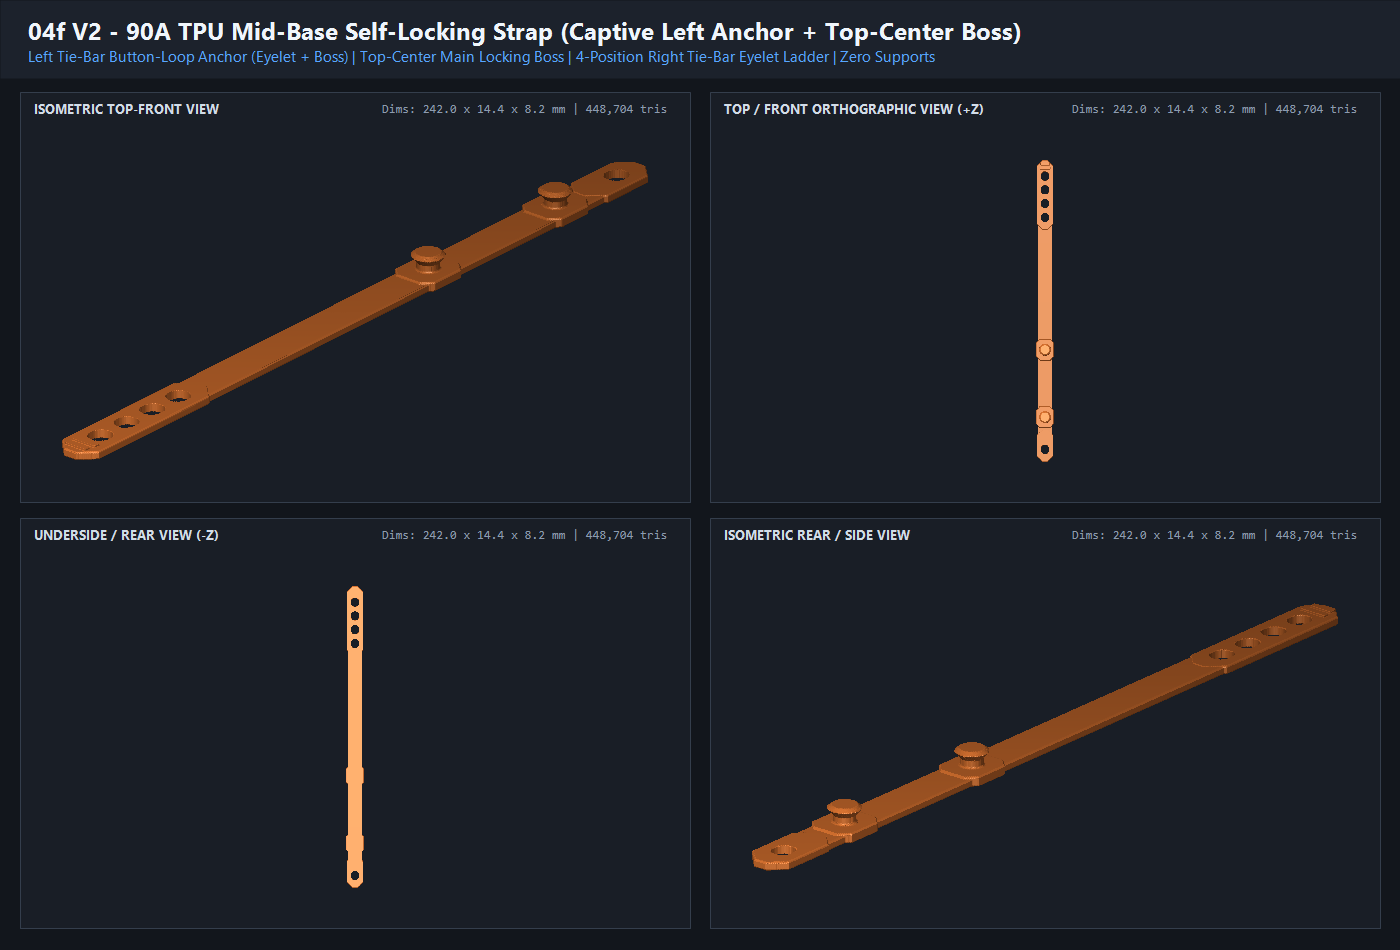 04f V2 - 90A TPU Mid-Base Self-Locking Strap (Captive Left Anchor + Top-Center Boss)
Left Tie-Bar Button-Loop Anchor (Eyelet + Boss) | Top-Center Main Locking Boss | 4-Position Right Tie-Bar Eyelet Ladder | Zero Supports
ISOMETRIC TOP-FRONT VIEW
Dims: 242.0 x 14.4 x 8.2 mm | 448,704 tris
TOP / FRONT ORTHOGRAPHIC VIEW (+Z)
Dims: 242.0 x 14.4 x 8.2 mm | 448,704 tris
UNDERSIDE / REAR VIEW (-Z)
Dims: 242.0 x 14.4 x 8.2 mm | 448,704 tris
ISOMETRIC REAR / SIDE VIEW
Dims: 242.0 x 14.4 x 8.2 mm | 448,704 tris